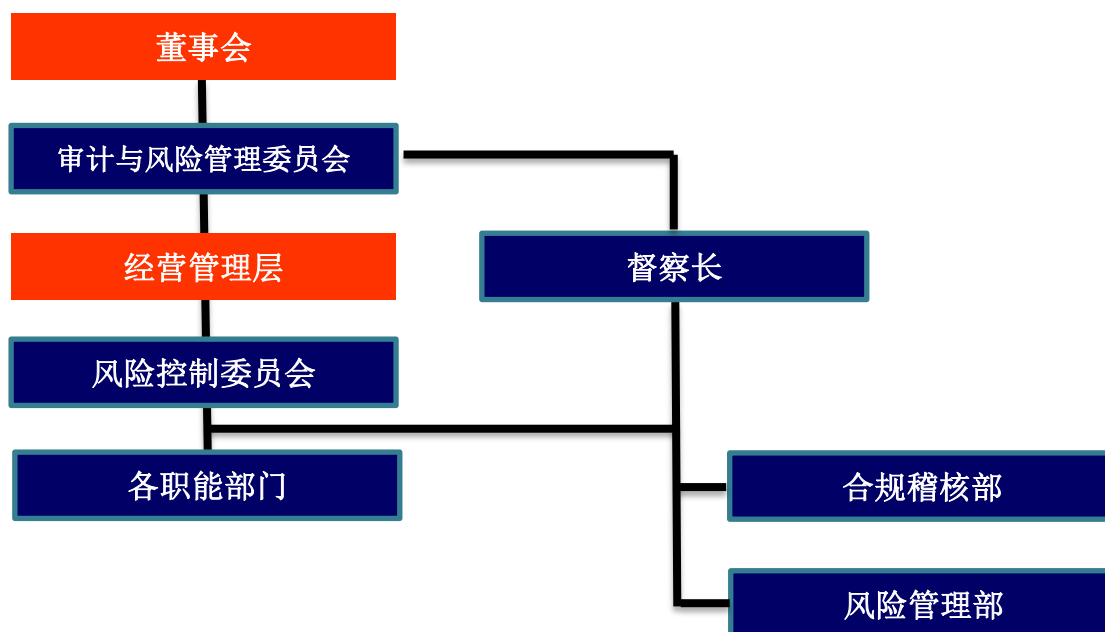 董事会
审计与风险管理委员会
经营管理层
督察长
风险控制委员会
各职能部门
合规稽核部
风险管理部